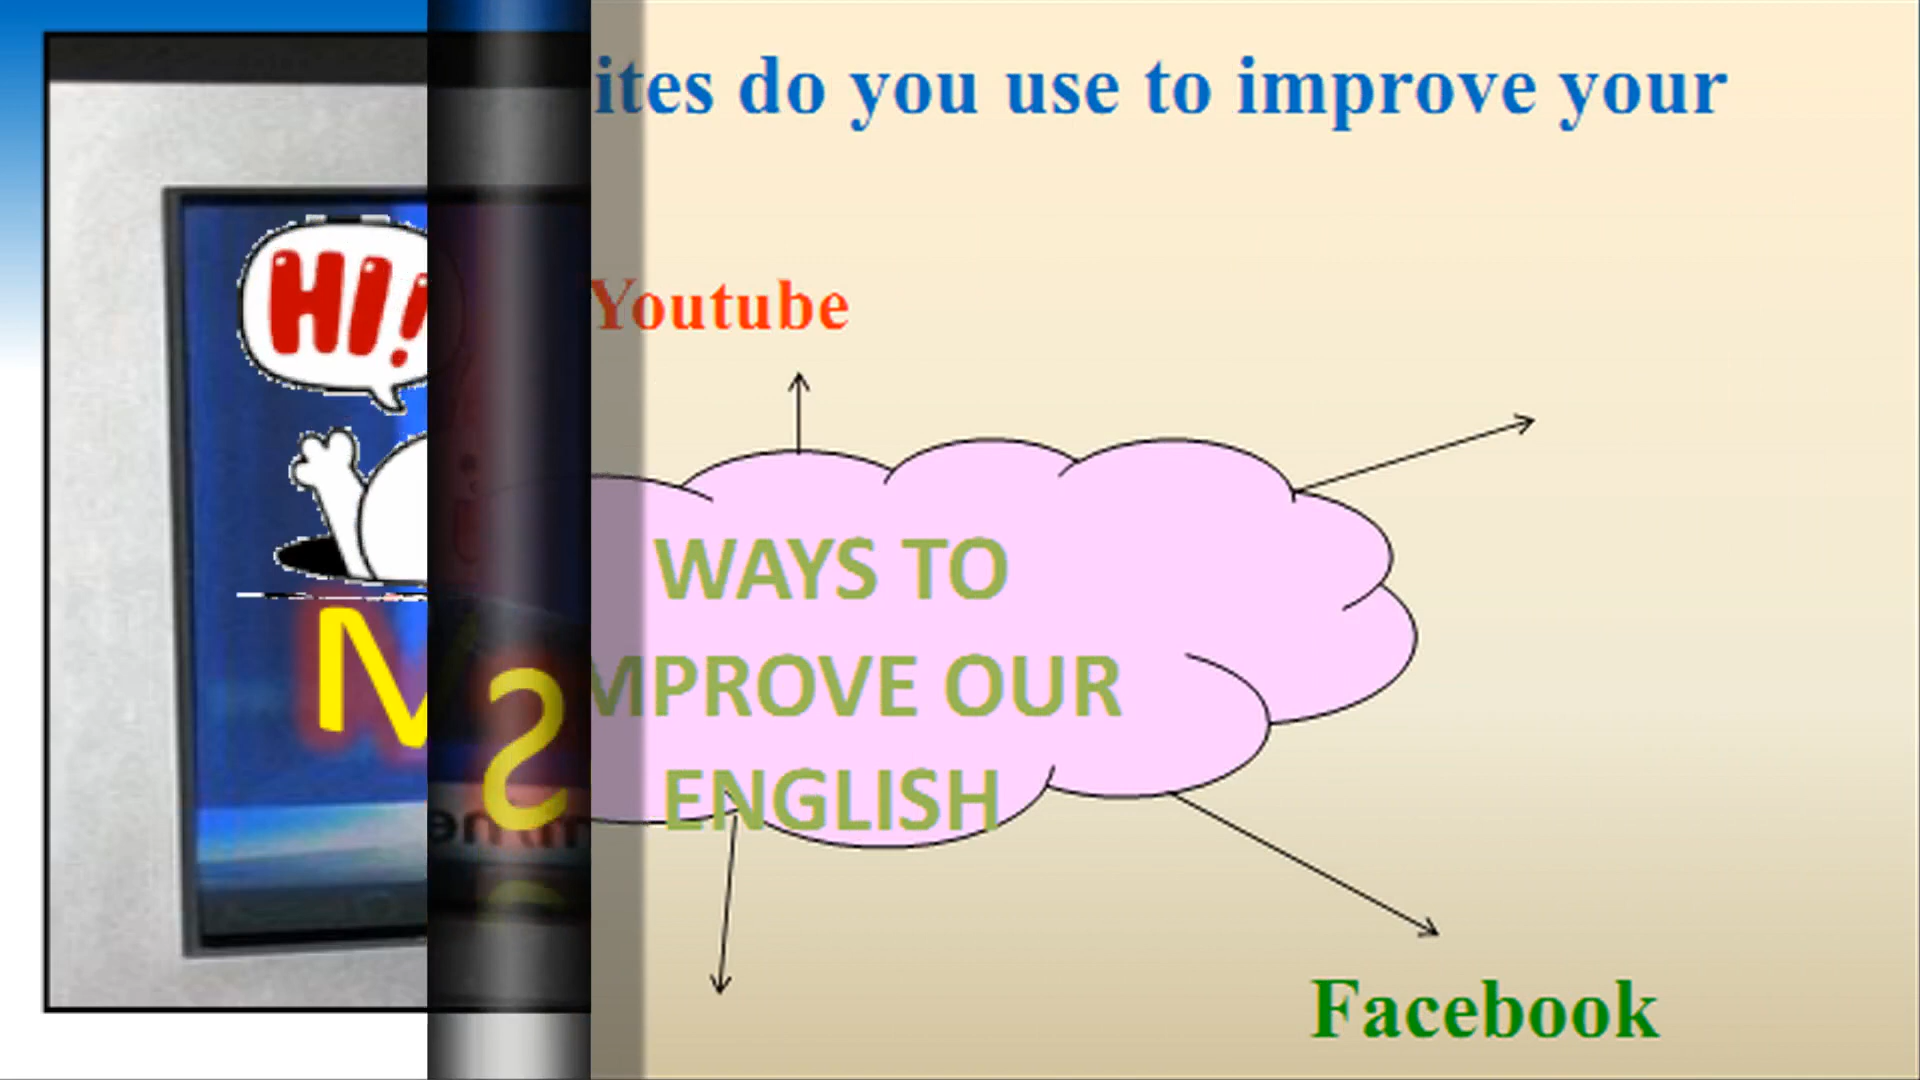 ites do you use to improve your
HI!
Youtube
WAYS TO
MPROVE OUR
ENGLISH
Facebook